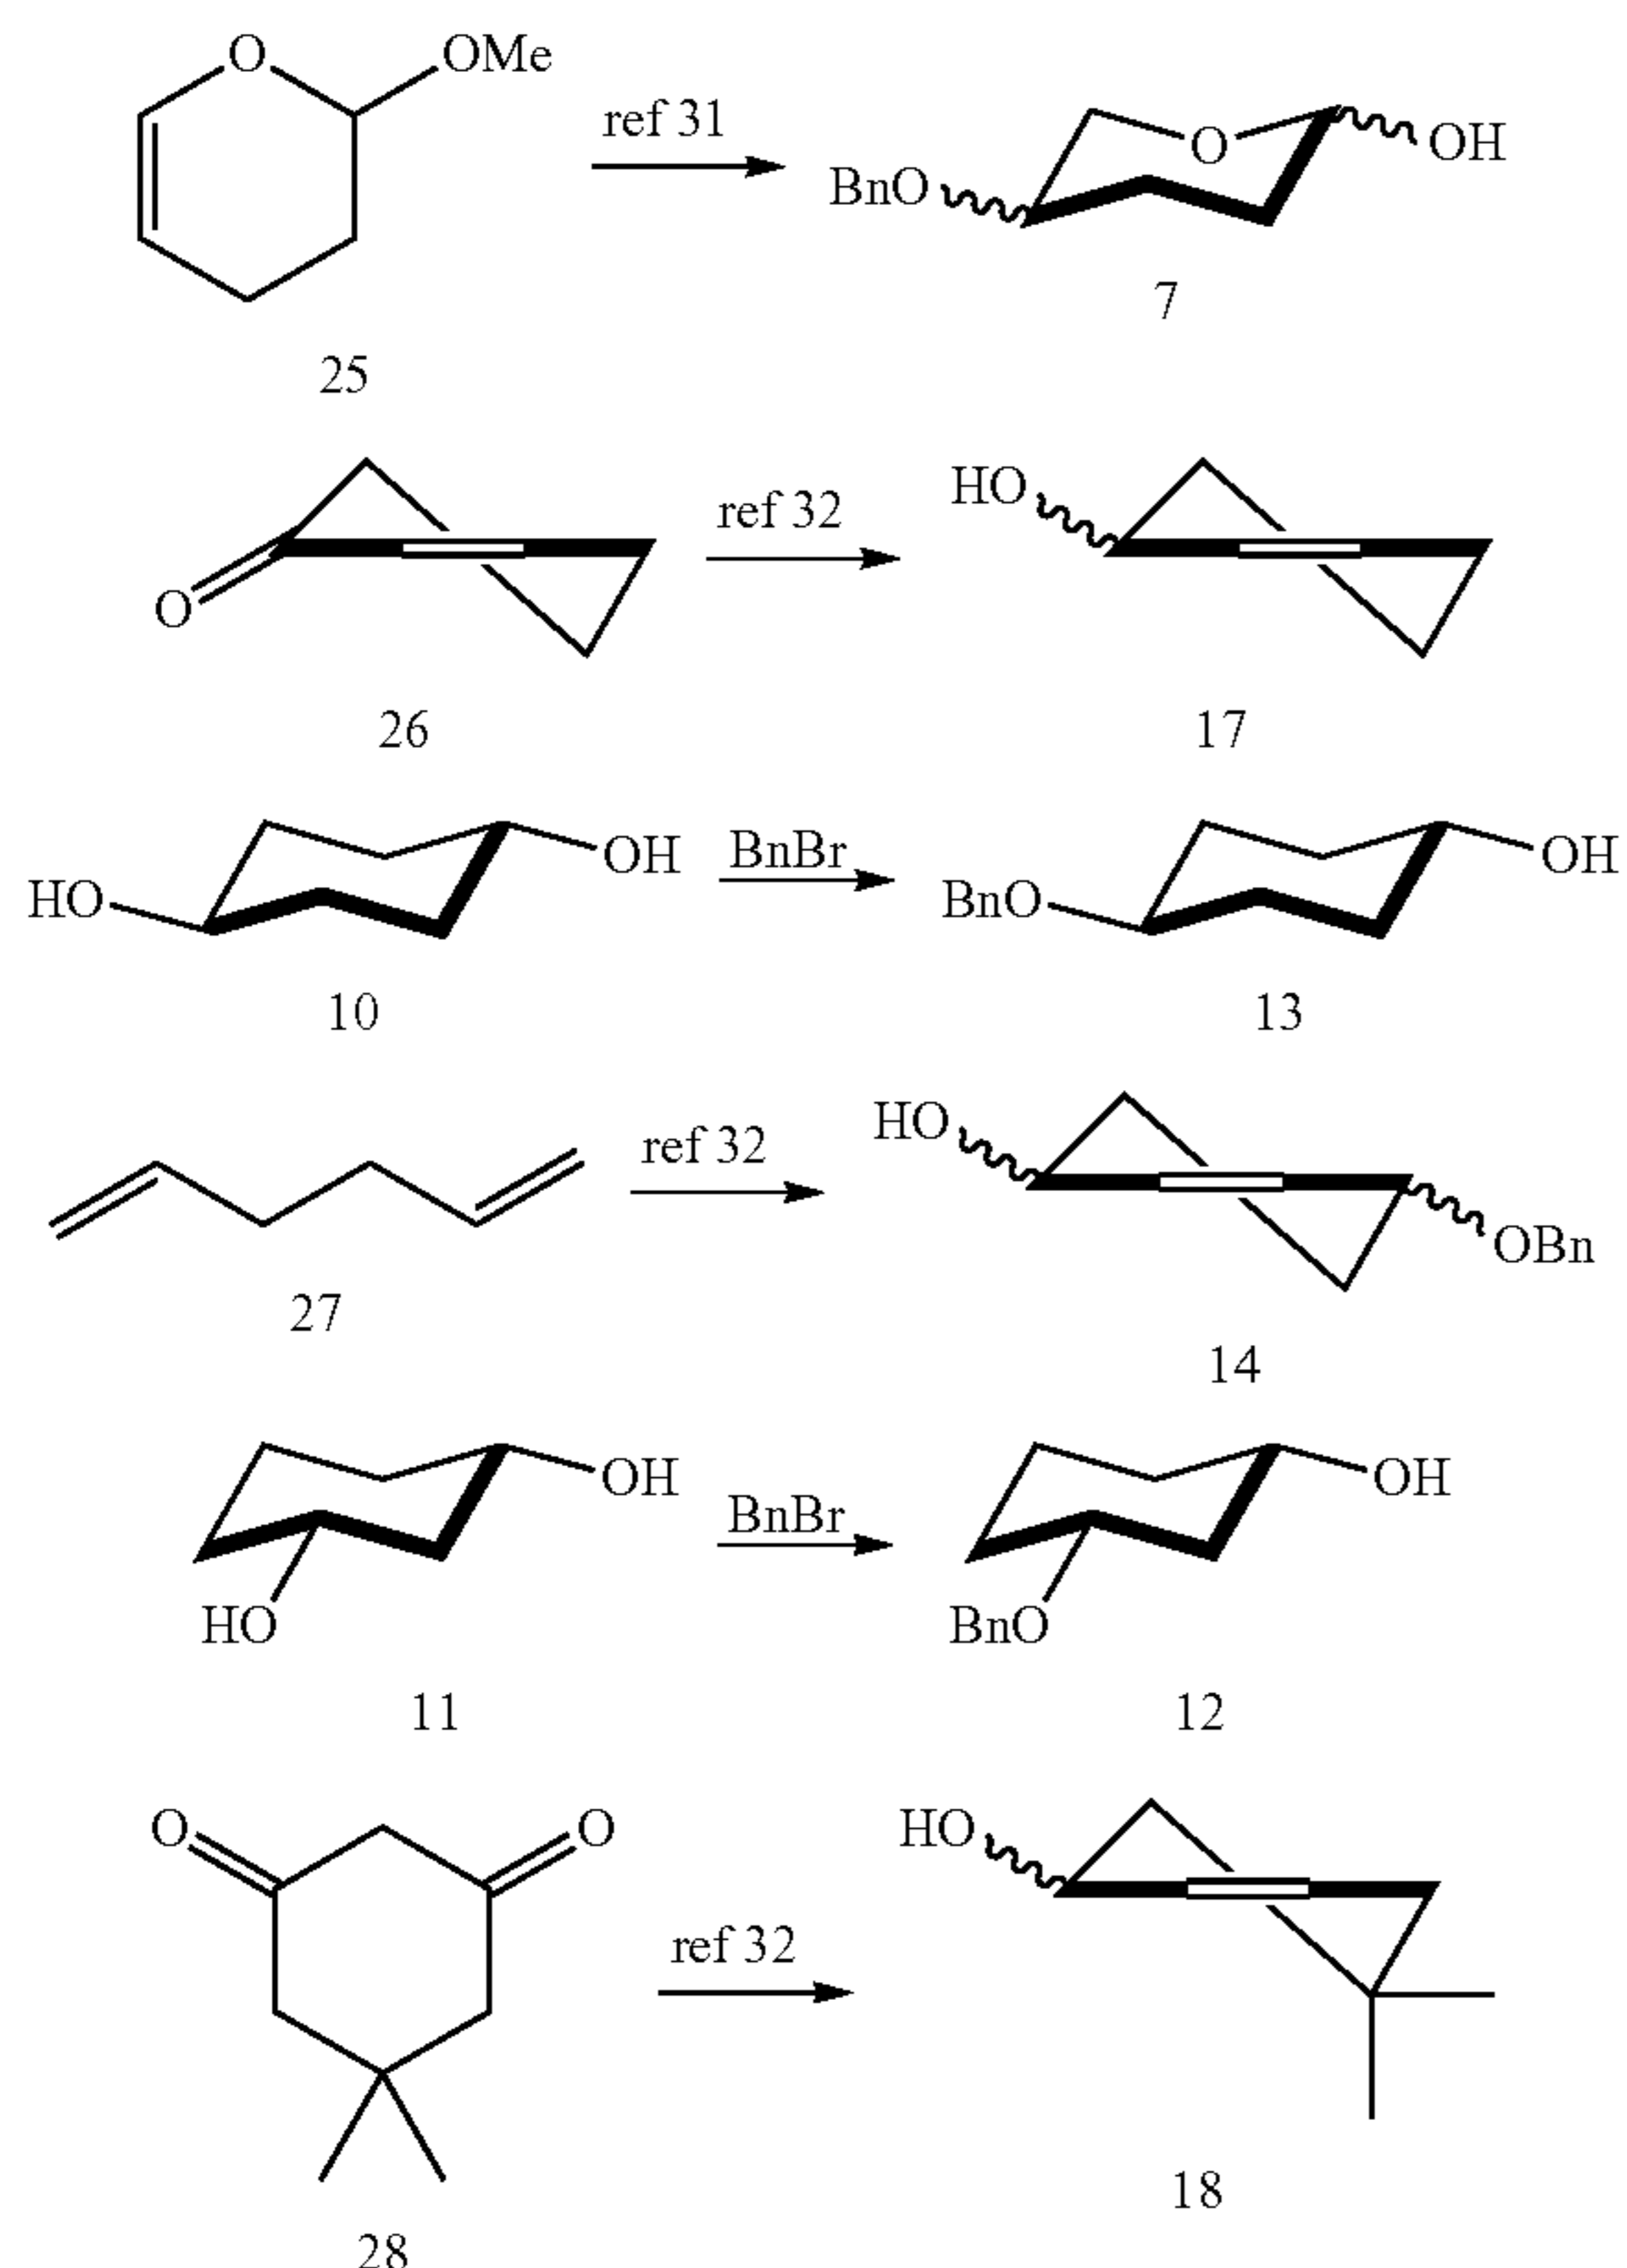 O OMe
ref 31
O OH
BnO
7
25
HO
ref 32
O
26 17
OH BnBr OH
HO BnO
10 13
HO
ref 32
OBn
27
14
OH BnBr OH
HO BnO
11 12
O O HO
ref 32
18
28